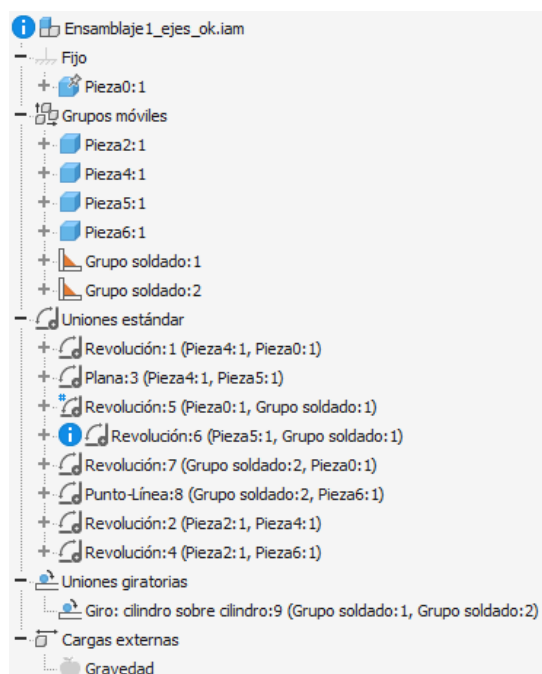 Ensamblaje1_ejes_ok.iam
Fijo
Pieza0:1
Grupos móviles
Pieza2:1
Pieza4:1
Pieza5:1
Pieza6:1
Grupo soldado:1
Grupo soldado:2
Uniones estándar
Revolución:1 (Pieza4:1, Pieza0:1)
Plana:3 (Pieza4:1, Pieza5:1)
Revolución:5 (Pieza0:1, Grupo soldado:1)
Revolución:6 (Pieza5:1, Grupo soldado:1)
Revolución:7 (Grupo soldado:2, Pieza0:1)
Punto-Línea:8 (Grupo soldado:2, Pieza6:1)
Revolución:2 (Pieza2:1, Pieza4:1)
Revolución:4 (Pieza2:1, Pieza6:1)
Uniones giratorias
Giro: cilindro sobre cilindro:9 (Grupo soldado:1, Grupo soldado:2)
Cargas externas
Gravedad